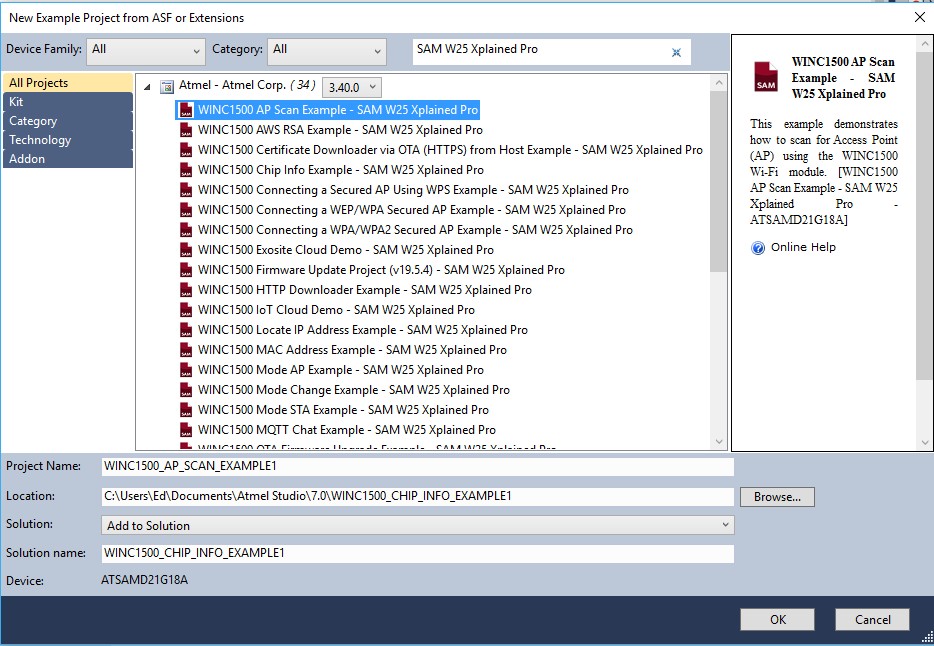 New Example Project from ASF or Extensions
Device Family: All Category: All SAM W25 Xplained Pro
All Projects
Kit
Category
Technology
Addon
Atmel - Atmel Corp. (34) 3.40.0
WINC1500 AP Scan Example - SAM W25 Xplained Pro
WINC1500 AWS RSA Example - SAM W25 Xplained Pro
WINC1500 Certificate Downloader via OTA (HTTPS) from Host Example - SAM W25 Xplained Pro
WINC1500 Chip Info Example - SAM W25 Xplained Pro
WINC1500 Connecting a Secured AP Using WPS Example - SAM W25 Xplained Pro
WINC1500 Connecting a WEP/WPA Secured AP Example - SAM W25 Xplained Pro
WINC1500 Connecting a WPA/WPA2 Secured AP Example - SAM W25 Xplained Pro
WINC1500 Exosite Cloud Demo - SAM W25 Xplained Pro
WINC1500 Firmware Update Project (v19.5.4) - SAM W25 Xplained Pro
WINC1500 HTTP Downloader Example - SAM W25 Xplained Pro
WINC1500 IoT Cloud Demo - SAM W25 Xplained Pro
WINC1500 Locate IP Address Example - SAM W25 Xplained Pro
WINC1500 MAC Address Example - SAM W25 Xplained Pro
WINC1500 Mode AP Example - SAM W25 Xplained Pro
WINC1500 Mode Change Example - SAM W25 Xplained Pro
WINC1500 Mode STA Example - SAM W25 Xplained Pro
WINC1500 MQTT Chat Example - SAM W25 Xplained Pro
WINC1500 OTA Firmware Upgrade Example - SAM W25 Xplained Pro
SAM
WINC1500 AP Scan
Example - SAM
W25 Xplained Pro
This example demonstrates
how to scan for Access Point
(AP) using the WINC1500
Wi-Fi module. [WINC1500
AP Scan Example - SAM W25
Xplained Pro -
ATSAMD21G18A]
Online Help
Project Name: WINC1500_AP_SCAN_EXAMPLE1
Location: C:\Users\Ed\Documents\Atmel Studio\7.0\WINC1500_CHIP_INFO_EXAMPLE1 Browse...
Solution: Add to Solution
Solution name: WINC1500_CHIP_INFO_EXAMPLE1
Device: ATSAMD21G18A
OK Cancel